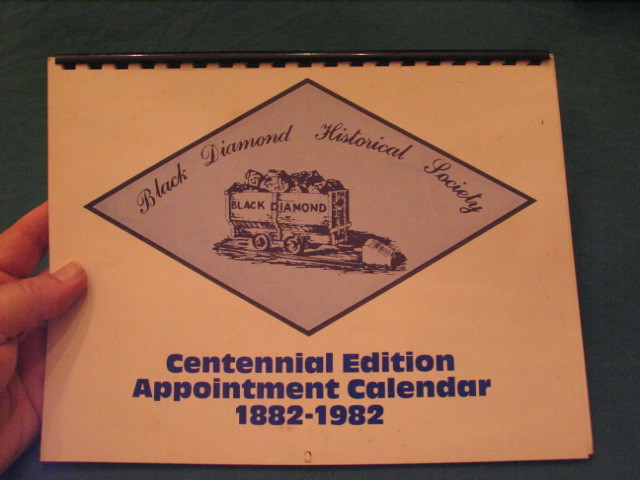 Black Diamond Historical Society
BLACK DIAMOND
Centennial Edition
Appointment Calendar
1882-1982